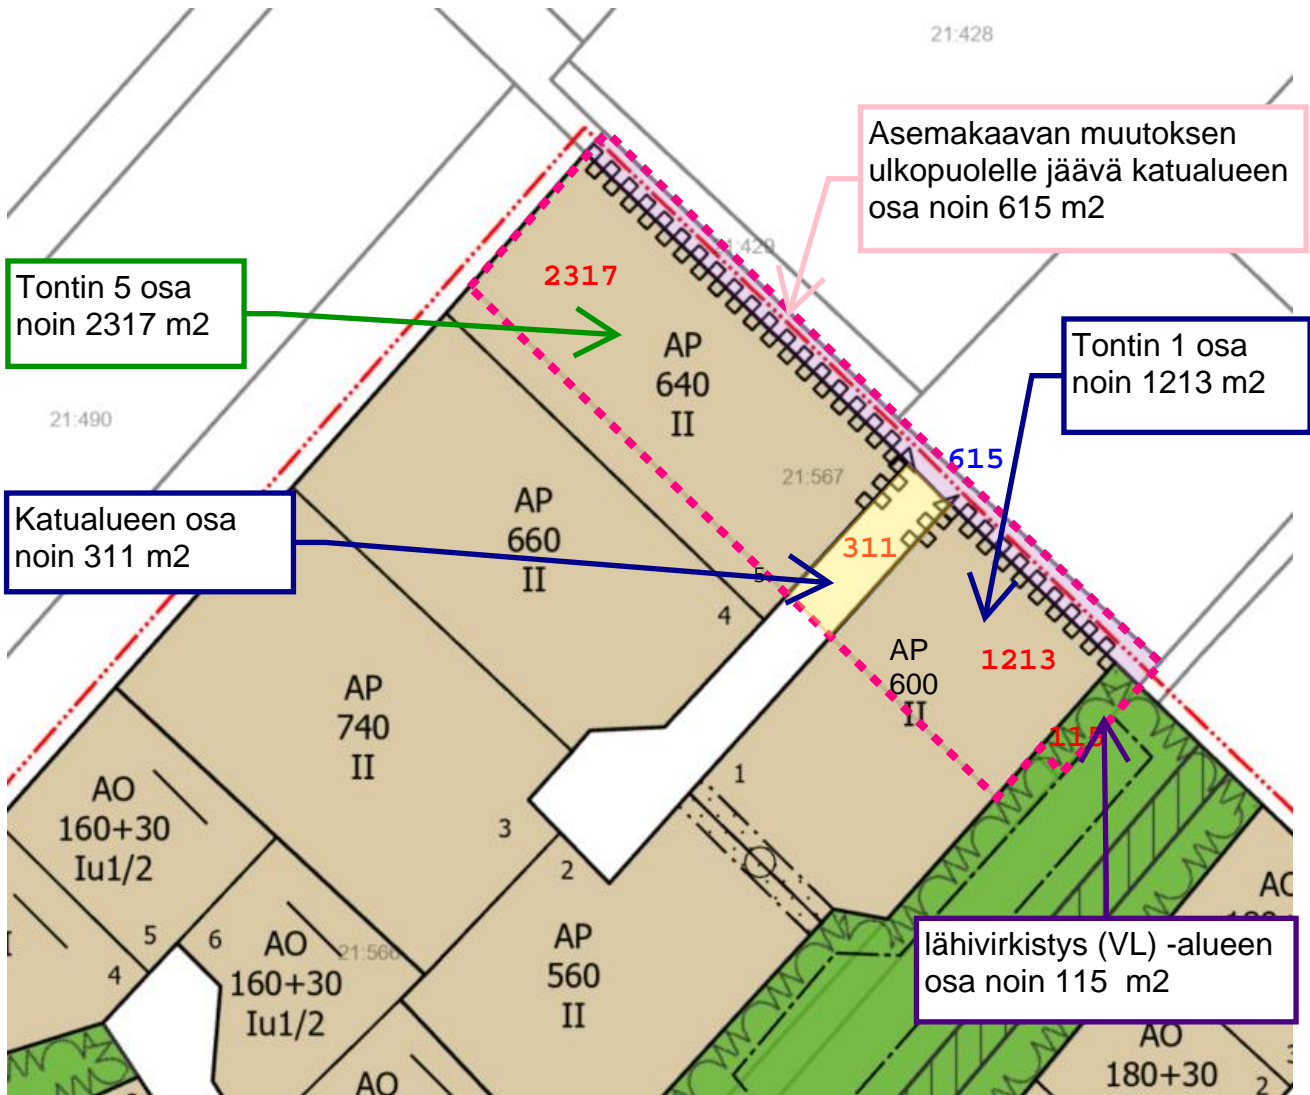 21:428
Asemakaavan muutoksen
ulkopuolelle jäävä katualueen
osa noin 615 m2
21:429
2317
Tontin 5 osa
noin 2317 m2
AP
640
II
Tontin 1 osa
noin 1213 m2
21:490
615
21:567
AP
660
II
Katualueen osa
noin 311 m2
311
5
4
AP
600
II
1213
AP
740
II
115
1
AO
160+30
Iu1/2
3
2
AO
5
6
4
AO
160+30
Iu1/2
21:566
AP
560
II
lähivirkistys (VL) -alueen
osa noin 115 m2
AO
180+30
2
AO